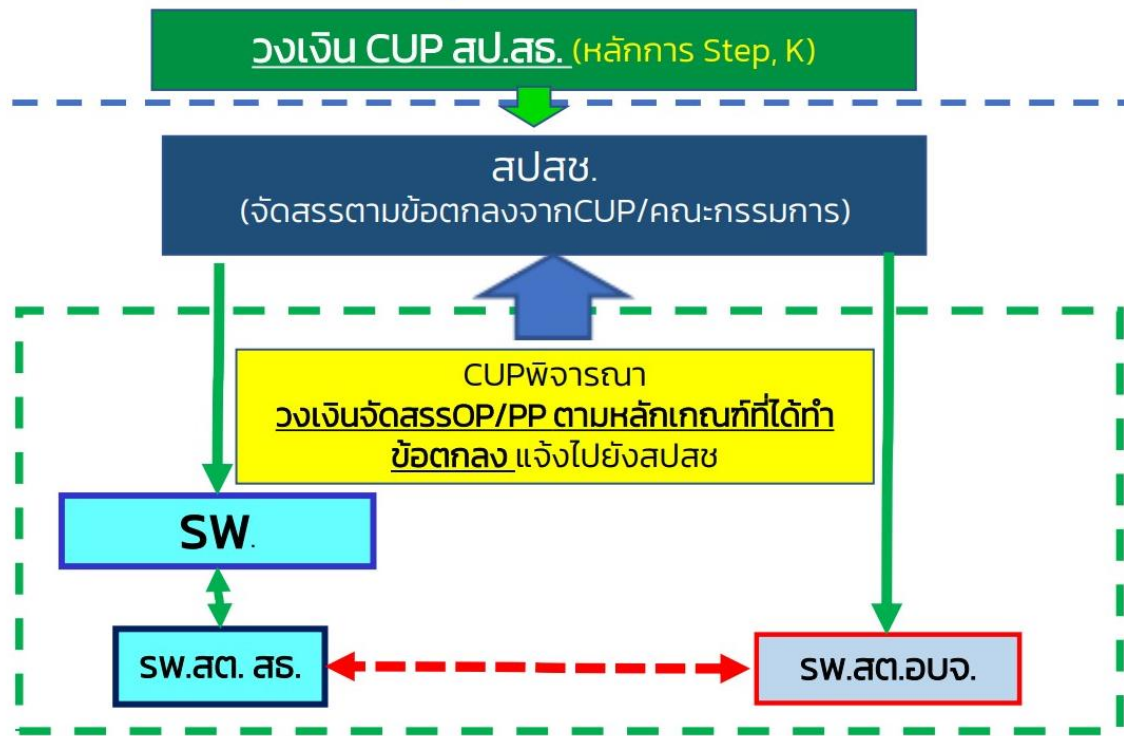 วงเงิน CUP สป.สธ. (หลักการ Step, K)
สปสช.
(จัดสรรตามข้อตกลงจากCUP/คณะกรรมการ)
CUPพิจารณา
วงเงินจัดสรรOP/PP ตามหลักเกณฑ์ที่ได้ทำ
ข้อตกลง แจ้งไปยังสปสช
รพ.
รพ.สต. สธ.
รพ.สต.อบจ.